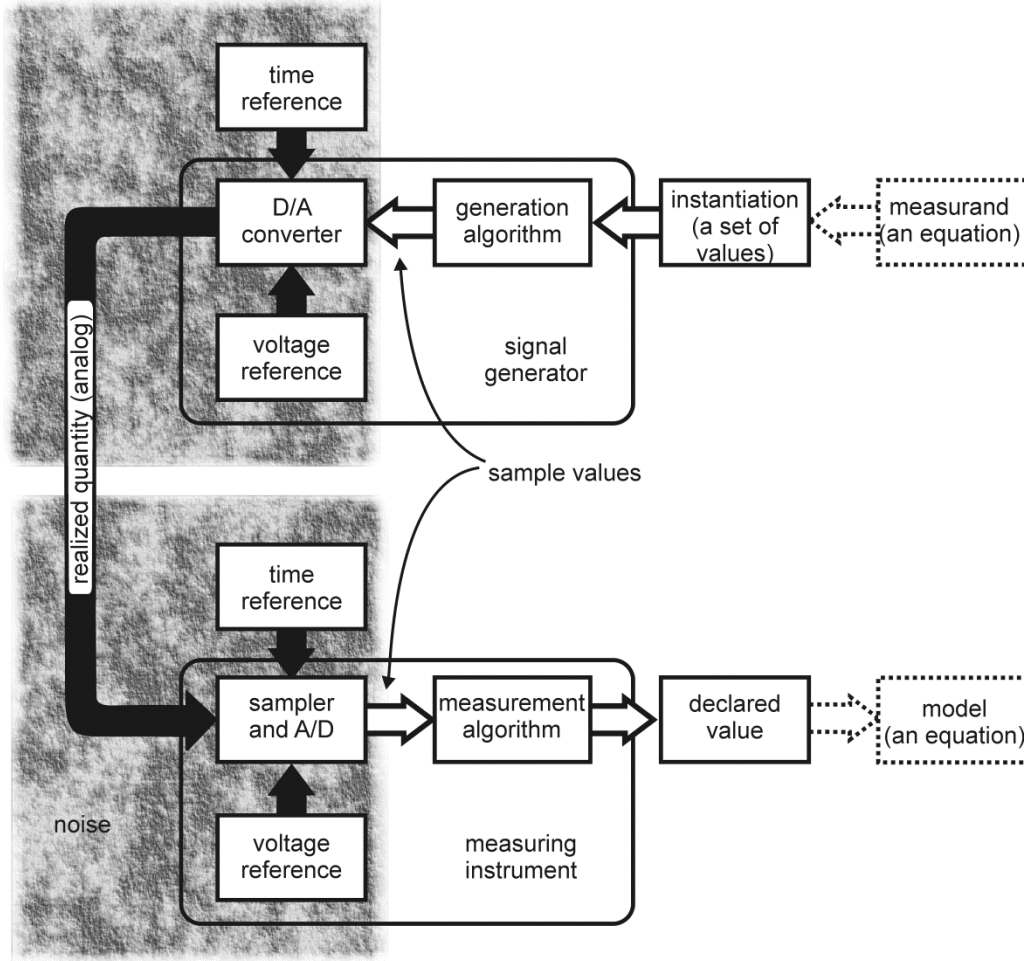 time
reference
D/A
converter
generation
algorithm
instantiation
(a set of
values)
measurand
(an equation)
voltage
reference
signal
generator
realized quantity (analog)
sample values
time
reference
sampler
and A/D
measurement
algorithm
declared
value
model
(an equation)
noise
voltage
reference
measuring
instrument